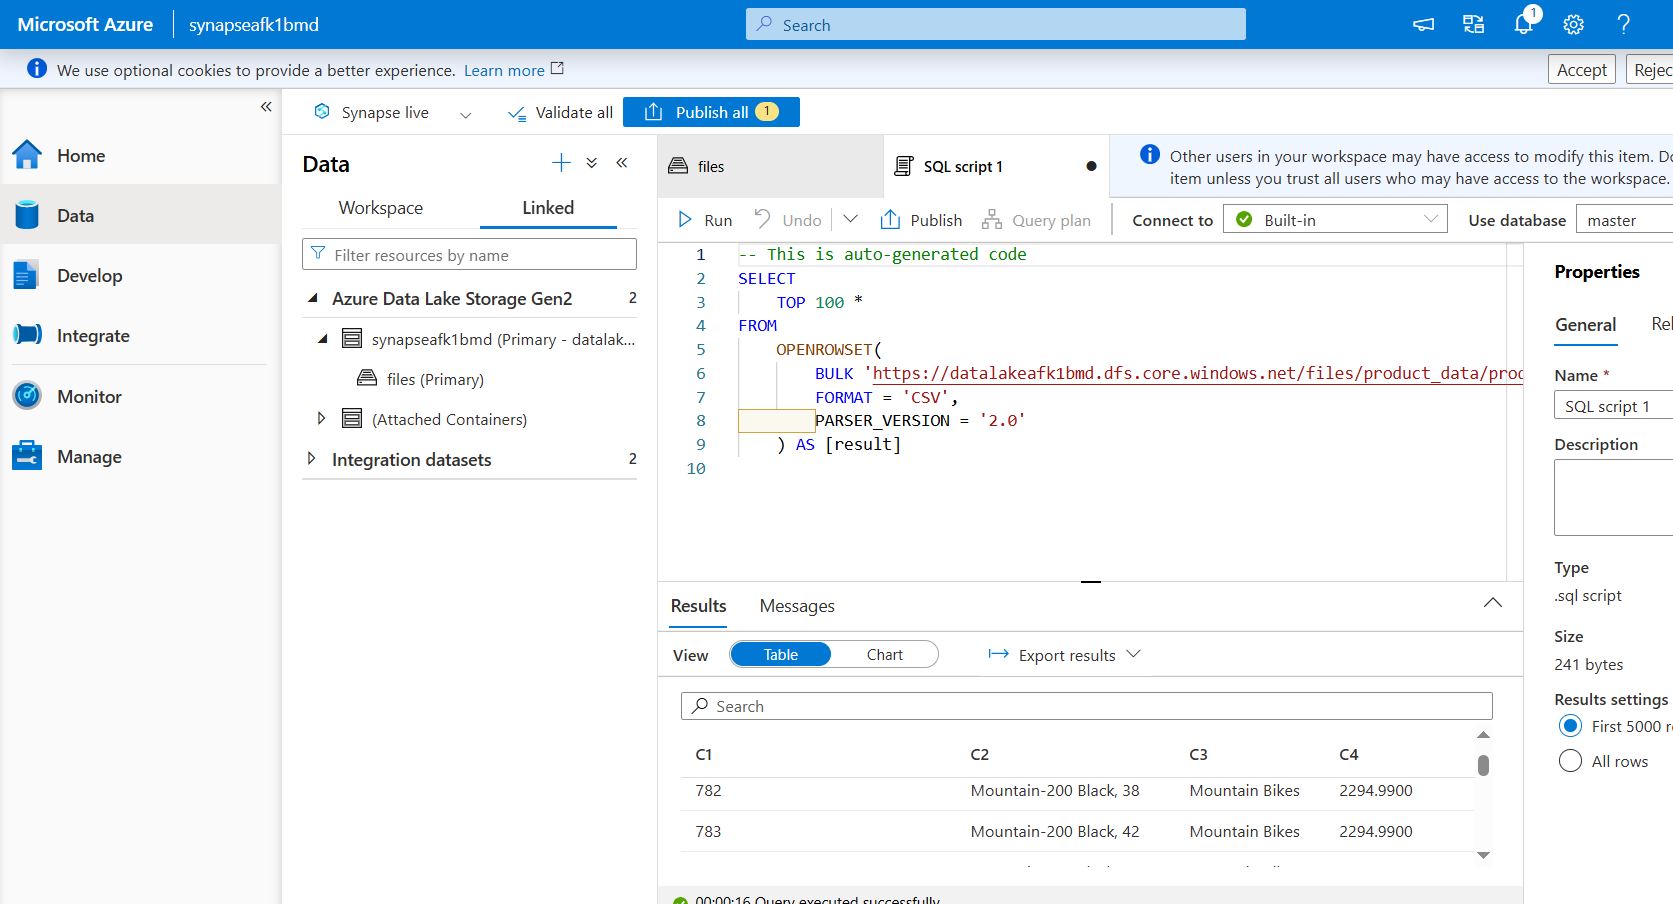 Microsoft Azure
synapseafk1bmd
Search
1
We use optional cookies to provide a better experience. Learn more
Accept
Rejec
Synapse live
Validate all
Publish all 1
Home
Data
Develop
Integrate
Monitor
Manage
Data
Workspace
Linked
Filter resources by name
Azure Data Lake Storage Gen2 2
synapseafk1bmd (Primary - datalak...
files (Primary)
(Attached Containers)
Integration datasets 2
files
SQL script 1
Other users in your workspace may have access to modify this item. Do
item unless you trust all users who may have access to the workspace.
Run
Undo
Publish
Query plan
Connect to
Built-in
Use database
master
1 -- This is auto-generated code
2 SELECT
3 TOP 100 *
4 FROM
5 OPENROWSET(
6 BULK 'https://datalakeafk1bmd.dfs.core.windows.net/files/product_data/prod
7 FORMAT = 'CSV',
8 PARSER_VERSION = '2.0'
9 ) AS [result]
10
Properties
General
Rel
Name *
SQL script 1
Description
Type
.sql script
Size
241 bytes
Results settings
First 5000 r
All rows
Results
Messages
View
Table
Chart
Export results
Search
C1 C2 C3 C4
782 Mountain-200 Black, 38 Mountain Bikes 2294.9900
783 Mountain-200 Black, 42 Mountain Bikes 2294.9900
00:00:16 Query executed successfully